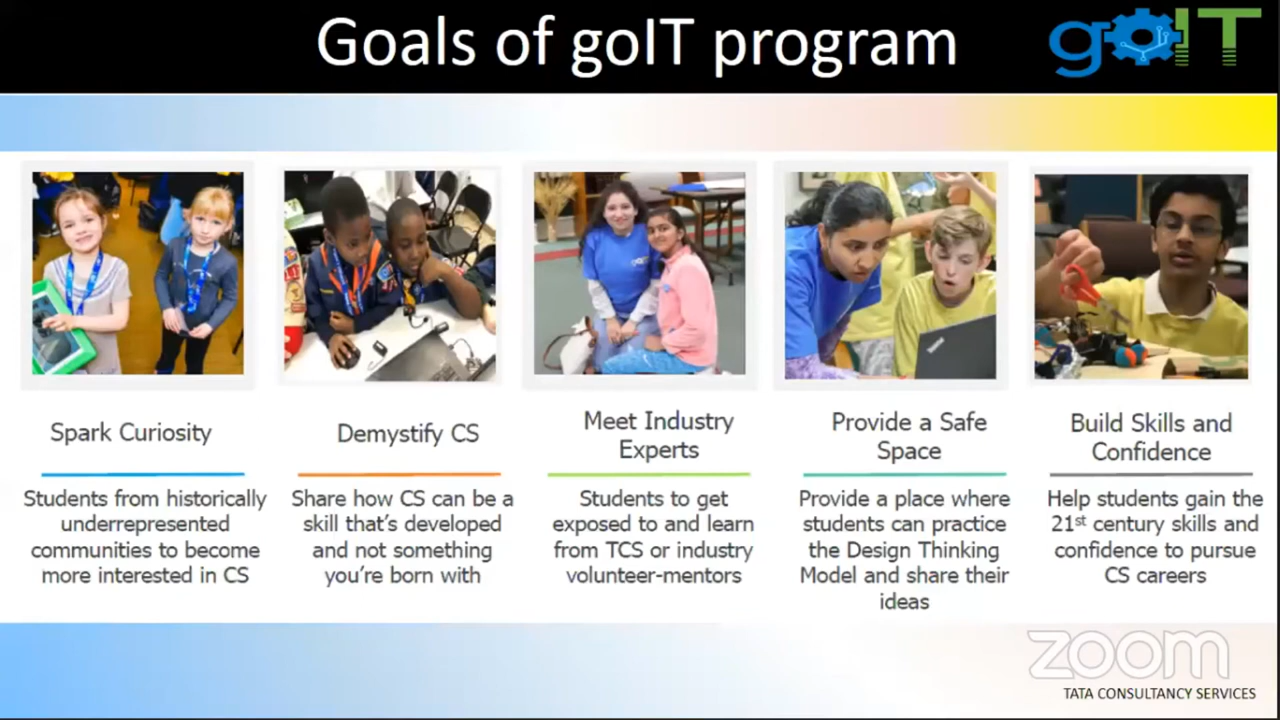 Goals of goIT program
goIT
Spark Curiosity
Students from historically
underrepresented
communities to become
more interested in CS
Demystify CS
Share how CS can be a
skill that's developed
and not something
you're born with
Meet Industry
Experts
Students to get
exposed to and learn
from TCS or industry
volunteer-mentors
Provide a Safe
Space
Provide a place where
students can practice
the Design Thinking
Model and share their
ideas
Build Skills and
Confidence
Help students gain the
21st century skills and
confidence to pursue
CS careers
zoom
TATA CONSULTANCY SERVICES